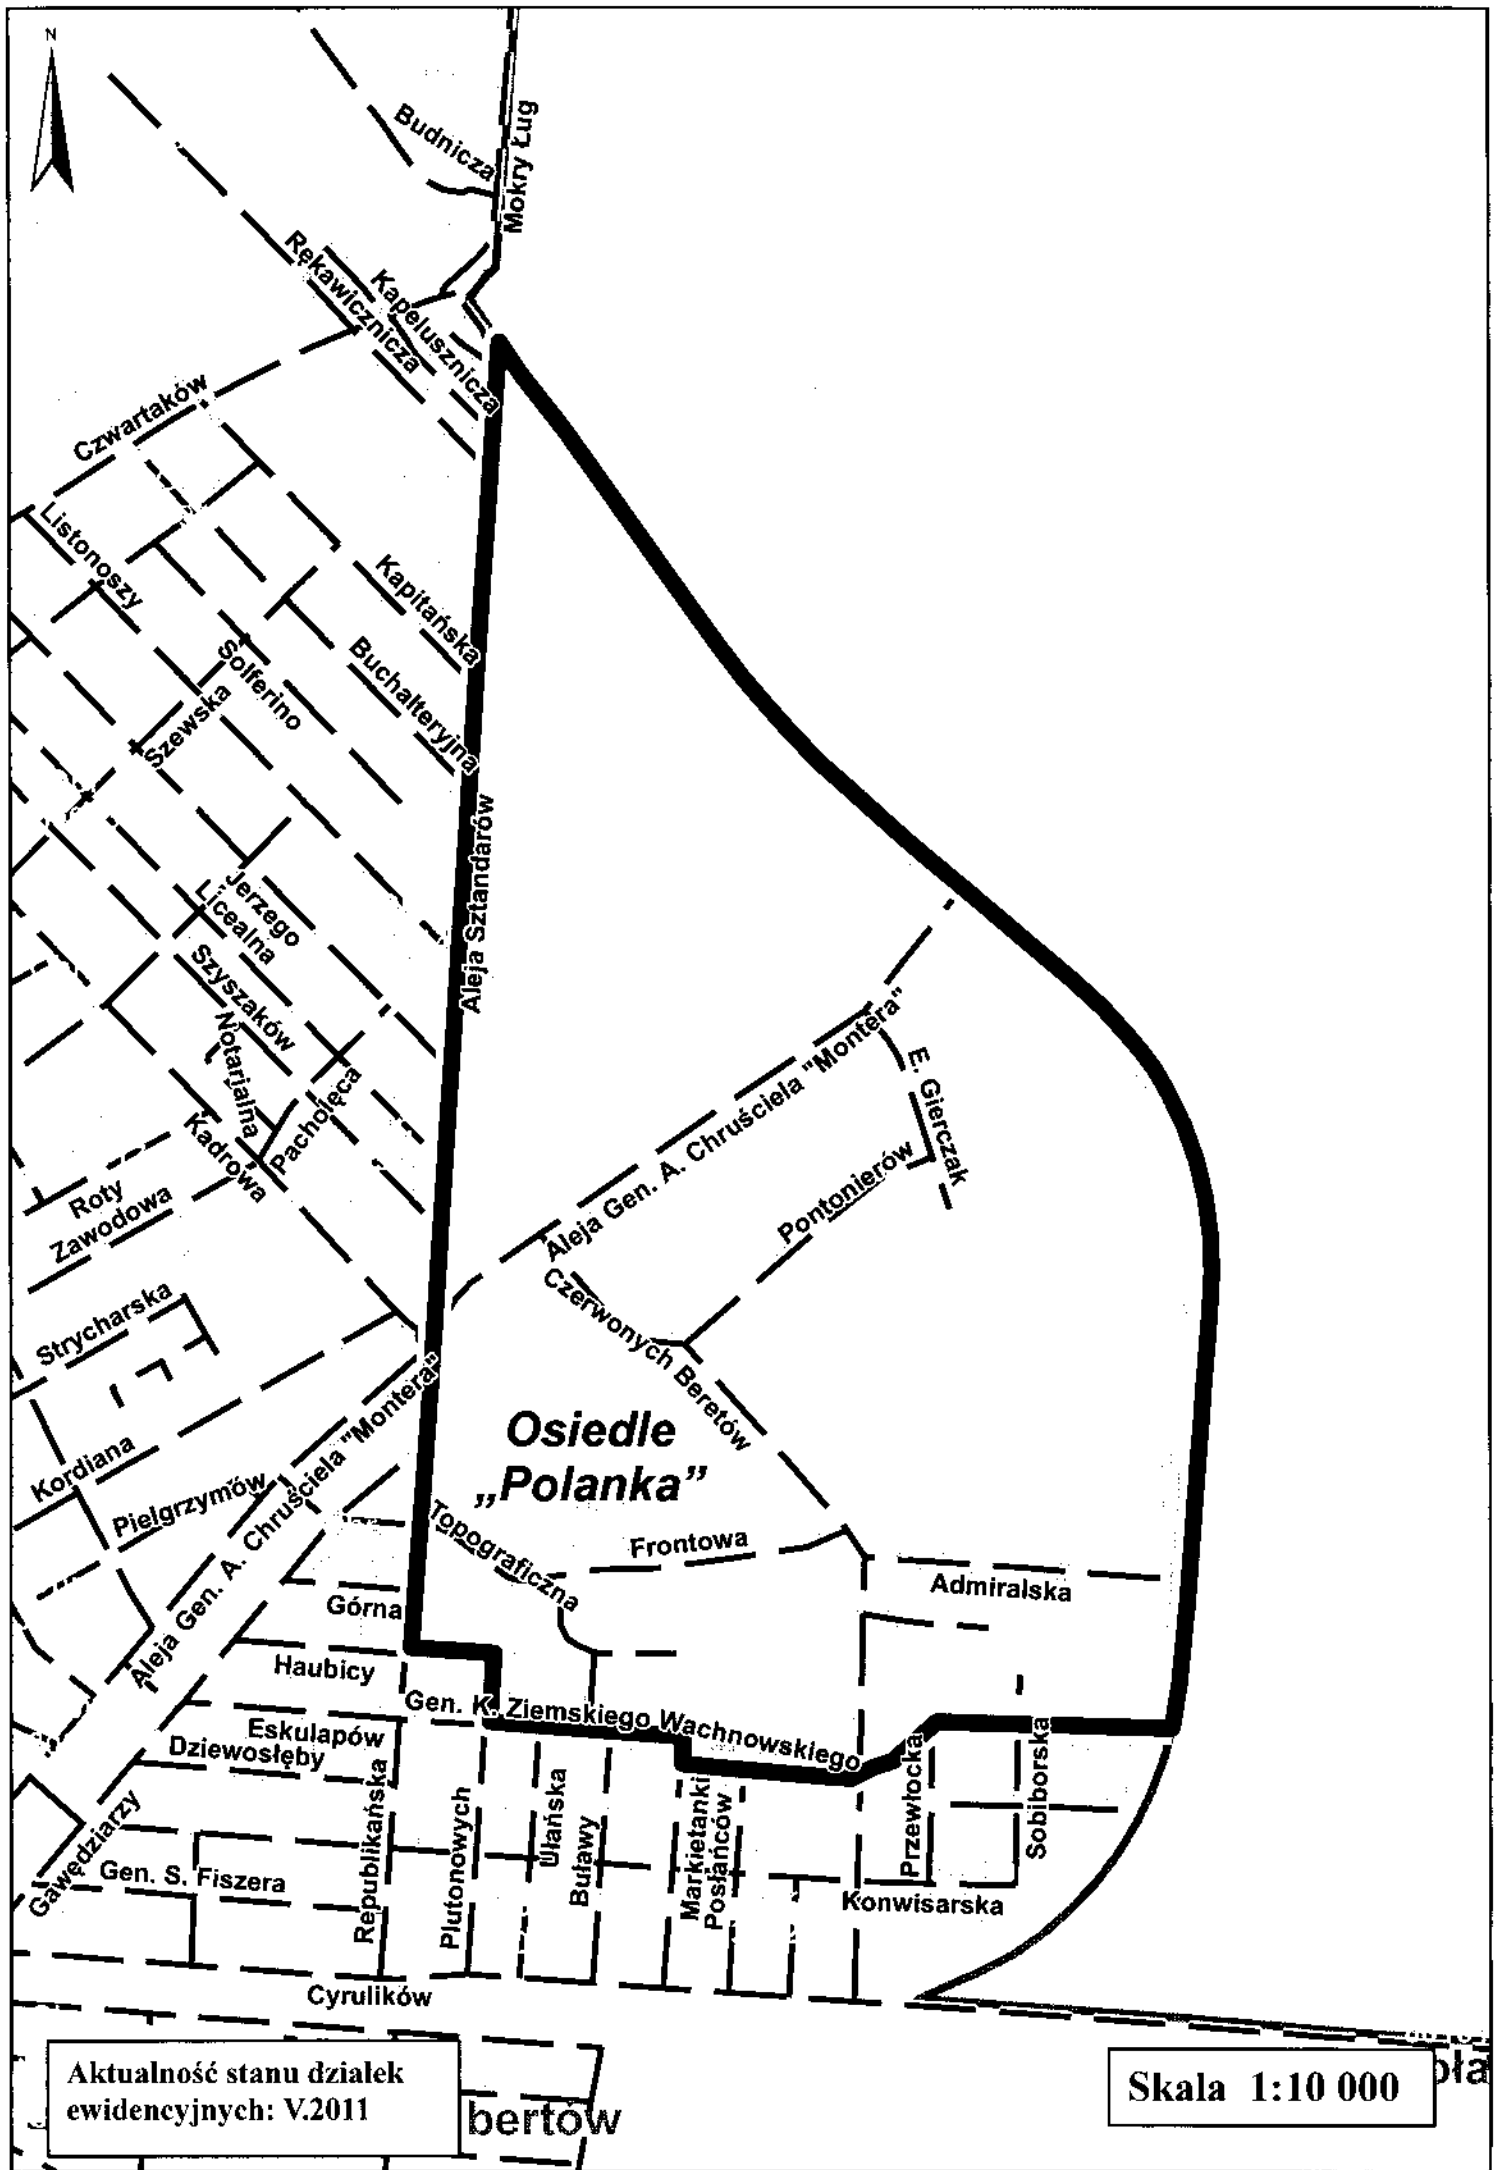 N
Budnicza
Mokry Ług
Rękawicznicza
Kapelusznicza
Czwartaków
Listonoszy
Kapitańska
Solferino
Buchalteryjna
Szewska
Aleja Sztandarów
Jerzego
Licealna
Szyszaków
Notarjalna
Pacholęca
Kadrowa
Roty
Zawodowa
Aleja Gen. A. Chruściela "Montera"
E. Gierczak
Pontonierów
Czerwonych Beretów
Strycharska
Kordiana
Pielgrzymów
Aleja Gen. A. Chruściela "Montera"
Osiedle
„Polanka”
Topograficzna
Frontowa
Admiralska
Górna
Haubicy
Gen. K. Ziemskiego Wachnowskiego
Eskulapów
Dziewosłęby
Republikańska
Plutonowych
Ułańska
Buławy
Markietanki
Posłańców
Przewłocka
Sobiborska
Gawędziarzy
Gen. S. Fiszera
Konwisarska
Cyrulików
Aktualność stanu działek
ewidencyjnych: V.2011
bertów
Skala 1:10 000
oła